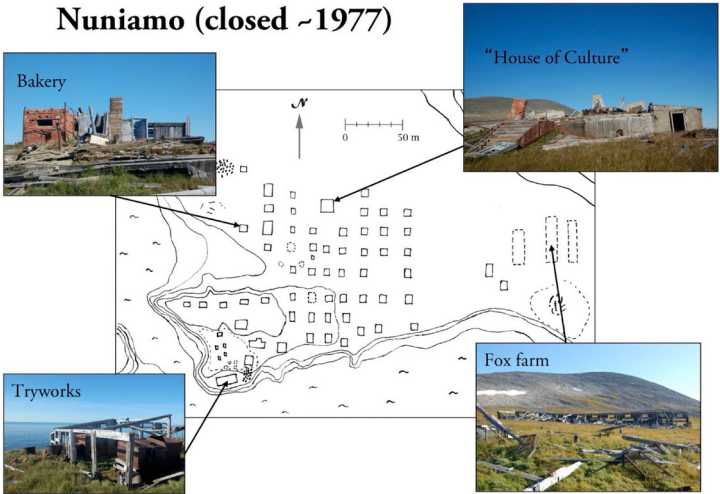 Nuniamo (closed ~1977)
Bakery
"House of Culture"
N
0 50 m
Tryworks
Fox farm